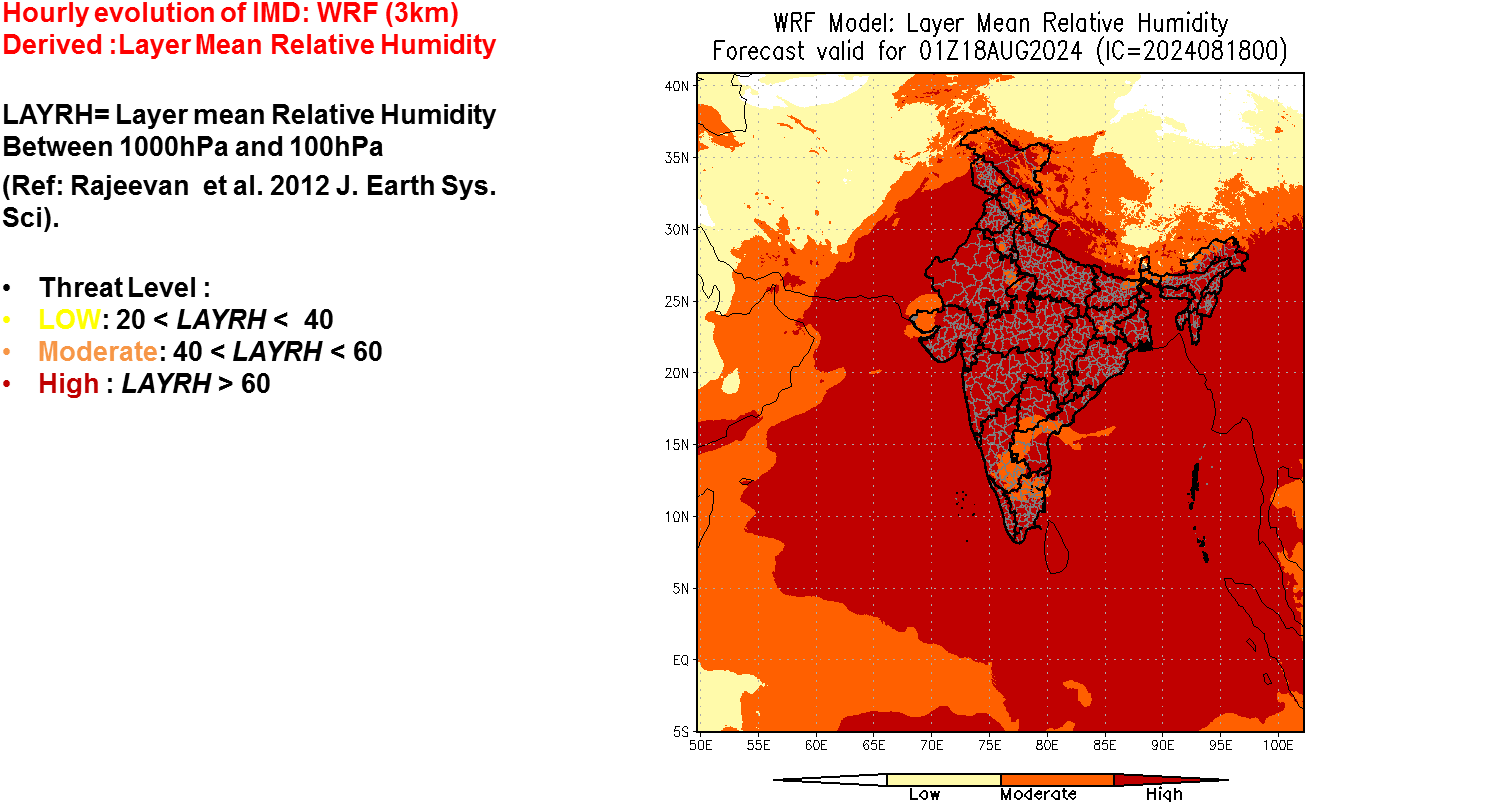 Hourly evolution of IMD: WRF (3km)
Derived :Layer Mean Relative Humidity
LAYRH= Layer mean Relative Humidity
Between 1000hPa and 100hPa
(Ref: Rajeevan et al. 2012 J. Earth Sys.
Sci).
• Threat Level :
• LOW: 20 < LAYRH < 40
• Moderate: 40 < LAYRH < 60
• High : LAYRH > 60
WRF Model: Layer Mean Relative Humidity
Forecast valid for 01Z18AUG2024 (IC=2024081800)
40N
35N
30N
25N
20N
15N
10N
5N
EQ
5S
50E 55E 60E 65E 70E 75E 80E 85E 90E 95E 100E
Low Moderate High